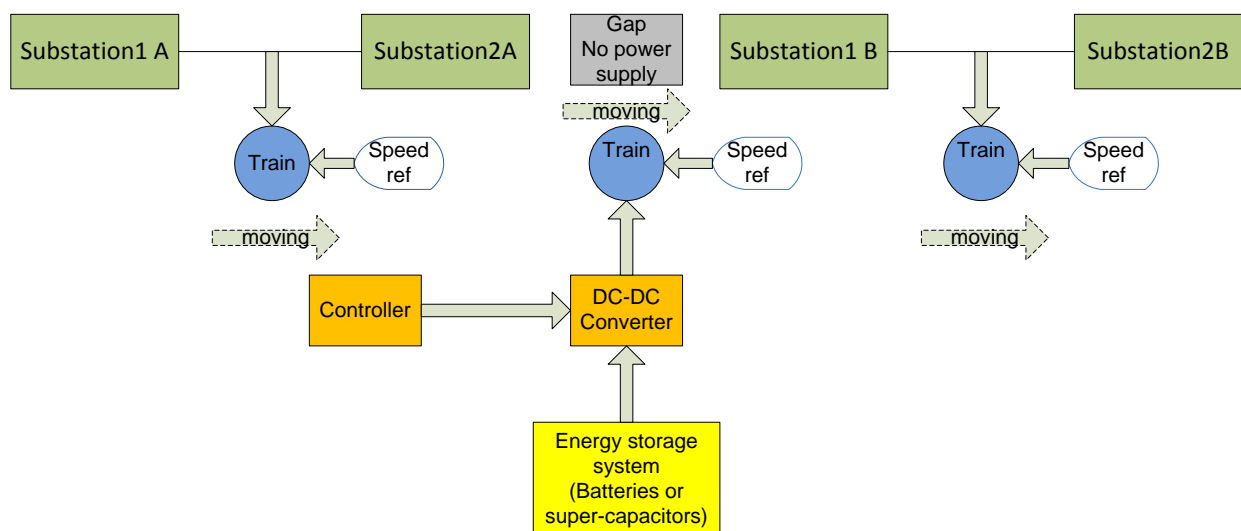 Substation1 A
Substation2A
Gap
No power
supply
Substation1 B
Substation2B
moving
Train
Speed
ref
Train
Speed
ref
Train
Speed
ref
moving
moving
Controller
DC-DC
Converter
Energy storage
system
(Batteries or
super-capacitors)